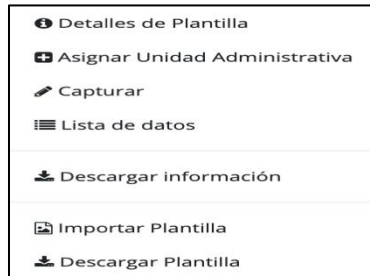 Detalles de Plantilla
Asignar Unidad Administrativa
Capturar
Lista de datos
Descargar información
Importar Plantilla
Descargar Plantilla